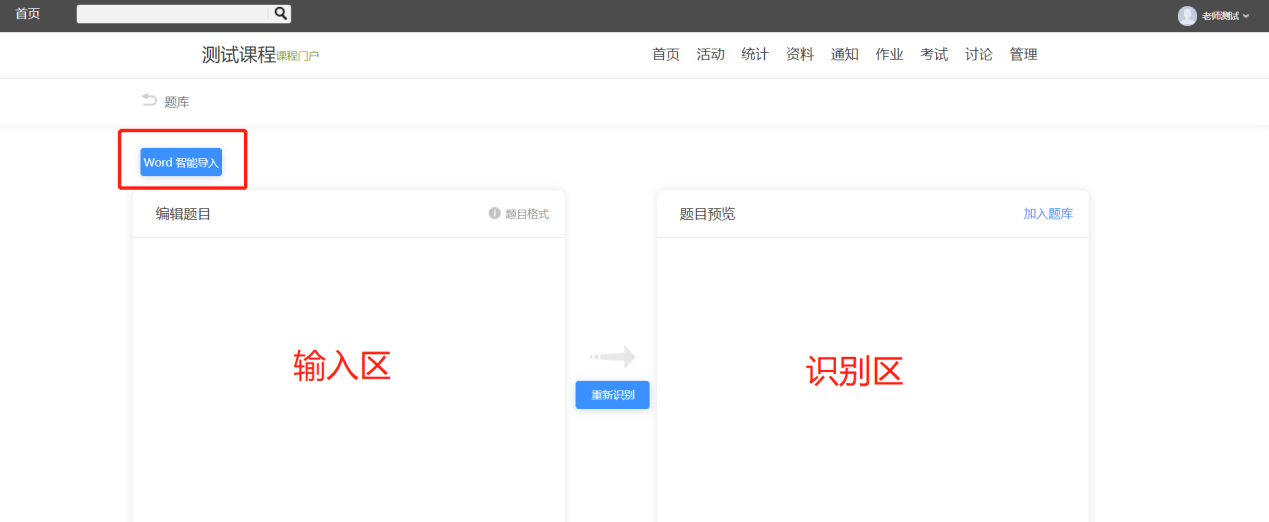 首页
老师测试
测试课程课程门户
首页 活动 统计 资料 通知 作业 考试 讨论 管理
题库
Word 智能导入
编辑题目
题目格式
题目预览
加入题库
输入区
识别区
重新识别